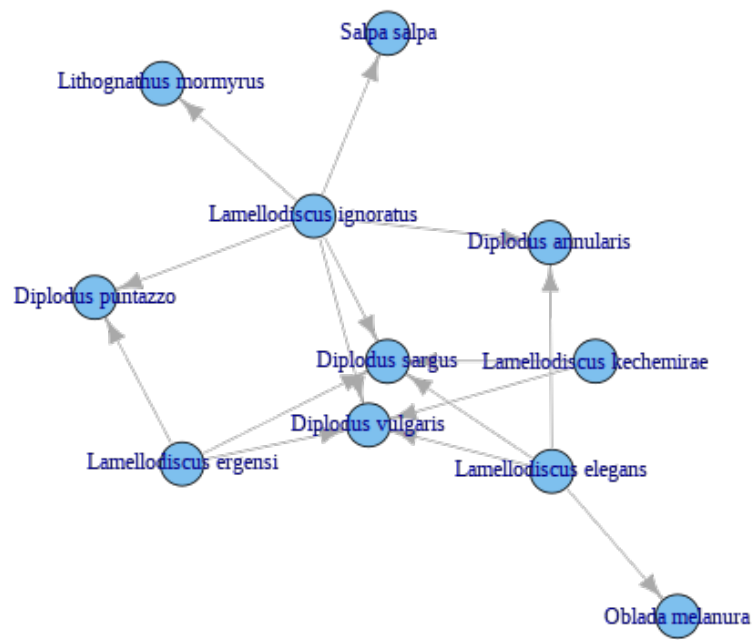 Salpa salpa
Lithognathus mormyrus
Lamellodiscus ignoratus
Diplodus annularis
Diplodus puntazzo
Diplodus sargus
Lamellodiscus kechemirae
Diplodus vulgaris
Lamellodiscus ergensi
Lamellodiscus elegans
Oblada melanura